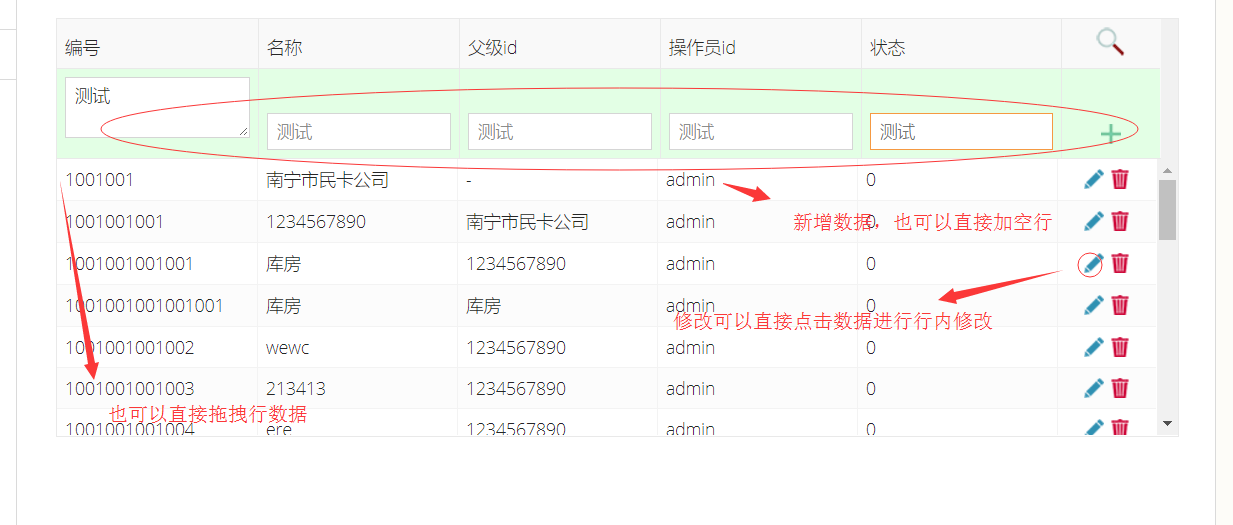 编号 名称 父级id 操作员id 状态
测试
测试 测试 测试 测试
1001001 南宁市民卡公司 - admin 0
1001001001 1234567890 南宁市民卡公司 admin 0
新增数据，也可以直接加空行
1001001001001 库房 1234567890 admin 0
1001001001001001 库房 库房 admin 0
修改可以直接点击数据进行行内修改
1001001001002 wewc 1234567890 admin 0
1001001001003 213413 1234567890 admin 0
也可以直接拖拽行数据
1001001001004 ere 1234567890 admin 0